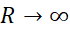 R → ∞